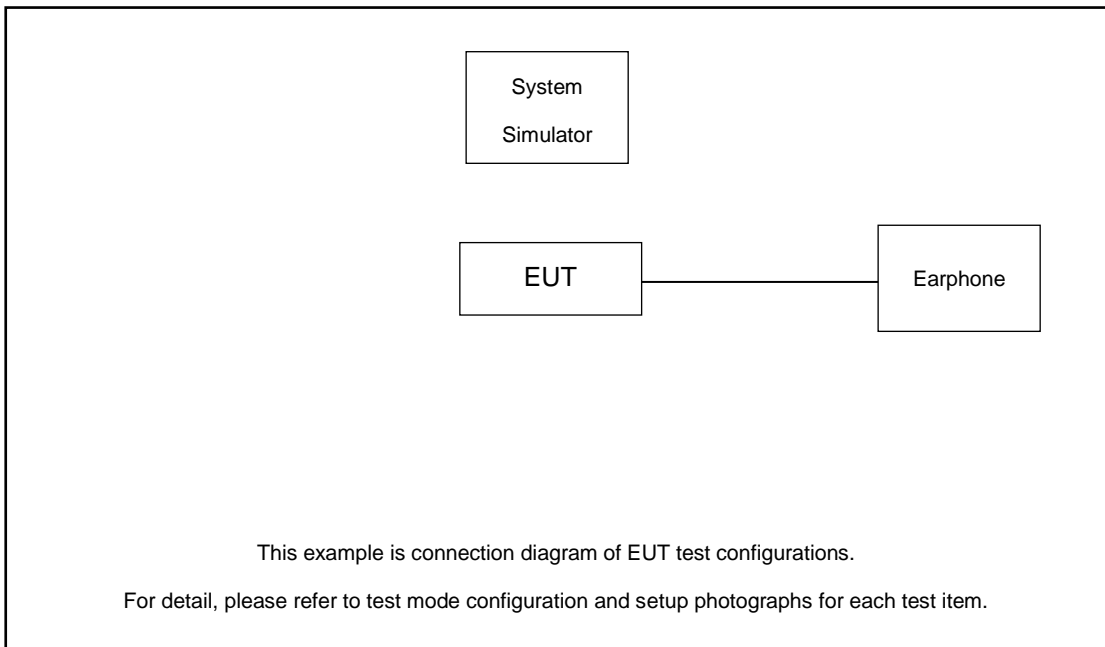 System
Simulator
EUT
Earphone
This example is connection diagram of EUT test configurations.
For detail, please refer to test mode configuration and setup photographs for each test item.